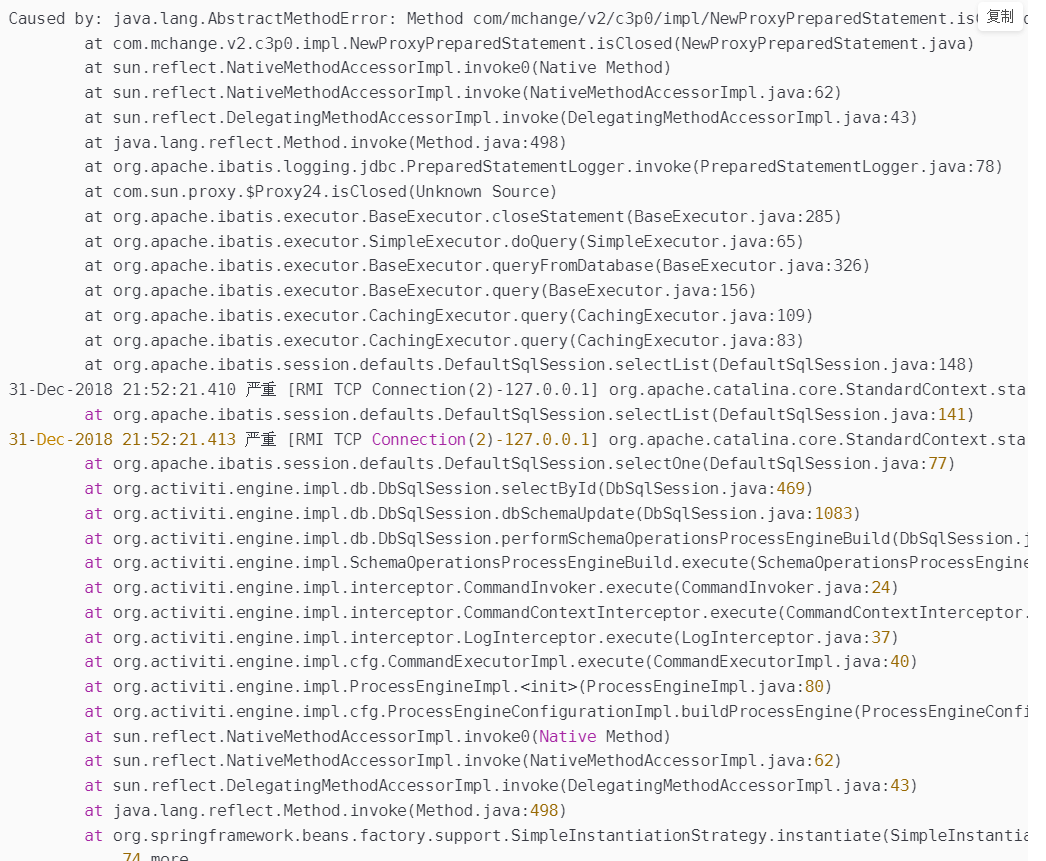 Caused by: java.lang.AbstractMethodError: Method com/mchange/v2/c3p0/impl/NewProxyPreparedStatement.is
复制
at com.mchange.v2.c3p0.impl.NewProxyPreparedStatement.isClosed(NewProxyPreparedStatement.java)
at sun.reflect.NativeMethodAccessorImpl.invoke0(Native Method)
at sun.reflect.NativeMethodAccessorImpl.invoke(NativeMethodAccessorImpl.java:62)
at sun.reflect.DelegatingMethodAccessorImpl.invoke(DelegatingMethodAccessorImpl.java:43)
at java.lang.reflect.Method.invoke(Method.java:498)
at org.apache.ibatis.logging.jdbc.PreparedStatementLogger.invoke(PreparedStatementLogger.java:78)
at com.sun.proxy.$Proxy24.isClosed(Unknown Source)
at org.apache.ibatis.executor.BaseExecutor.closeStatement(BaseExecutor.java:285)
at org.apache.ibatis.executor.SimpleExecutor.doQuery(SimpleExecutor.java:65)
at org.apache.ibatis.executor.BaseExecutor.queryFromDatabase(BaseExecutor.java:326)
at org.apache.ibatis.executor.BaseExecutor.query(BaseExecutor.java:156)
at org.apache.ibatis.executor.CachingExecutor.query(CachingExecutor.java:109)
at org.apache.ibatis.executor.CachingExecutor.query(CachingExecutor.java:83)
at org.apache.ibatis.session.defaults.DefaultSqlSession.selectList(DefaultSqlSession.java:148)
31-Dec-2018 21:52:21.410 严重 [RMI TCP Connection(2)-127.0.0.1] org.apache.catalina.core.StandardContext.sta
at org.apache.ibatis.session.defaults.DefaultSqlSession.selectList(DefaultSqlSession.java:141)
31-Dec-2018 21:52:21.413 严重 [RMI TCP Connection(2)-127.0.0.1] org.apache.catalina.core.StandardContext.sta
at org.apache.ibatis.session.defaults.DefaultSqlSession.selectOne(DefaultSqlSession.java:77)
at org.activiti.engine.impl.db.DbSqlSession.selectById(DbSqlSession.java:469)
at org.activiti.engine.impl.db.DbSqlSession.dbSchemaUpdate(DbSqlSession.java:1083)
at org.activiti.engine.impl.db.DbSqlSession.performSchemaOperationsProcessEngineBuild(DbSqlSession.j
at org.activiti.engine.impl.SchemaOperationsProcessEngineBuild.execute(SchemaOperationsProcessEngine
at org.activiti.engine.impl.interceptor.CommandInvoker.execute(CommandInvoker.java:24)
at org.activiti.engine.impl.interceptor.CommandContextInterceptor.execute(CommandContextInterceptor.
at org.activiti.engine.impl.interceptor.LogInterceptor.execute(LogInterceptor.java:37)
at org.activiti.engine.impl.cfg.CommandExecutorImpl.execute(CommandExecutorImpl.java:40)
at org.activiti.engine.impl.ProcessEngineImpl.<init>(ProcessEngineImpl.java:80)
at org.activiti.engine.impl.cfg.ProcessEngineConfigurationImpl.buildProcessEngine(ProcessEngineConfi
at sun.reflect.NativeMethodAccessorImpl.invoke0(Native Method)
at sun.reflect.NativeMethodAccessorImpl.invoke(NativeMethodAccessorImpl.java:62)
at sun.reflect.DelegatingMethodAccessorImpl.invoke(DelegatingMethodAccessorImpl.java:43)
at java.lang.reflect.Method.invoke(Method.java:498)
at org.springframework.beans.factory.support.SimpleInstantiationStrategy.instantiate(SimpleInstantia
74 more